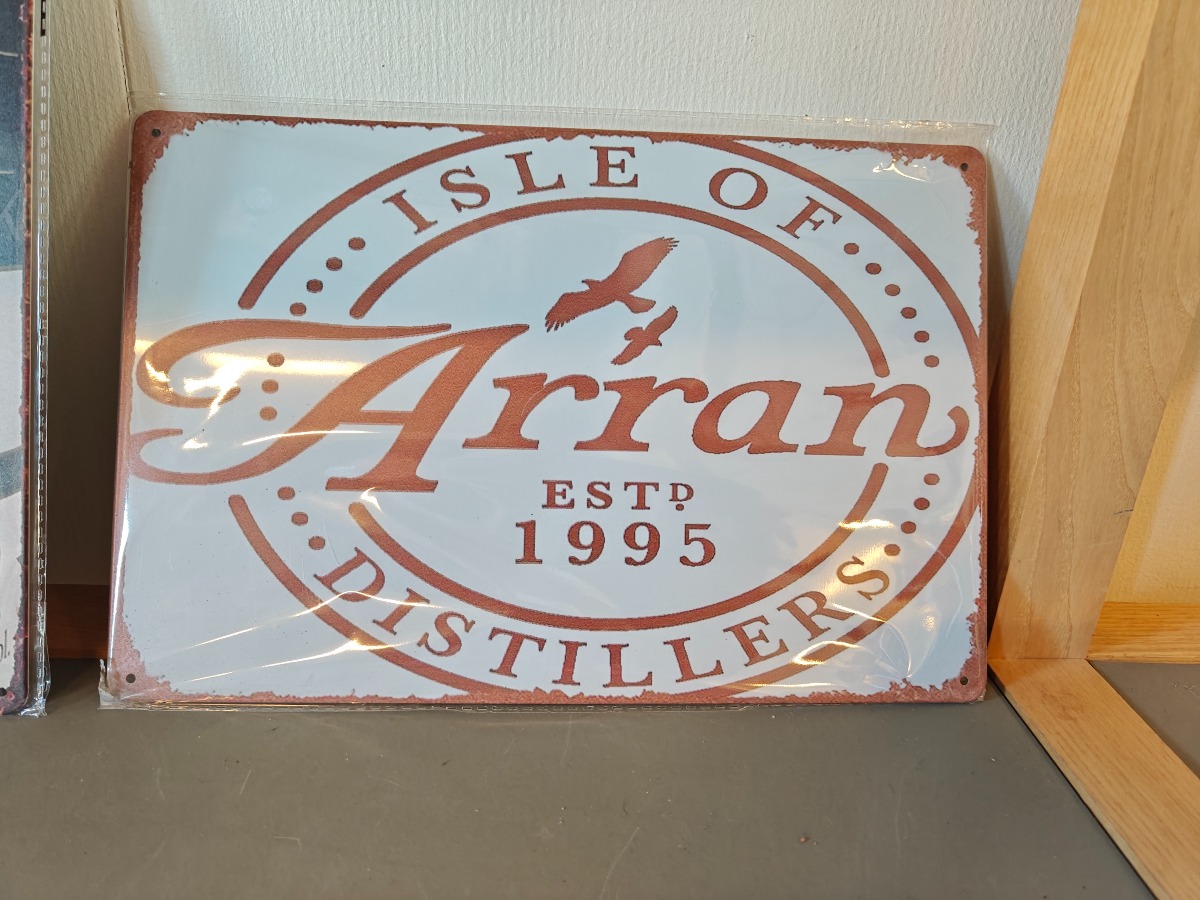 ISLE OF
Arran
ESTD
1995
DISTILLERS